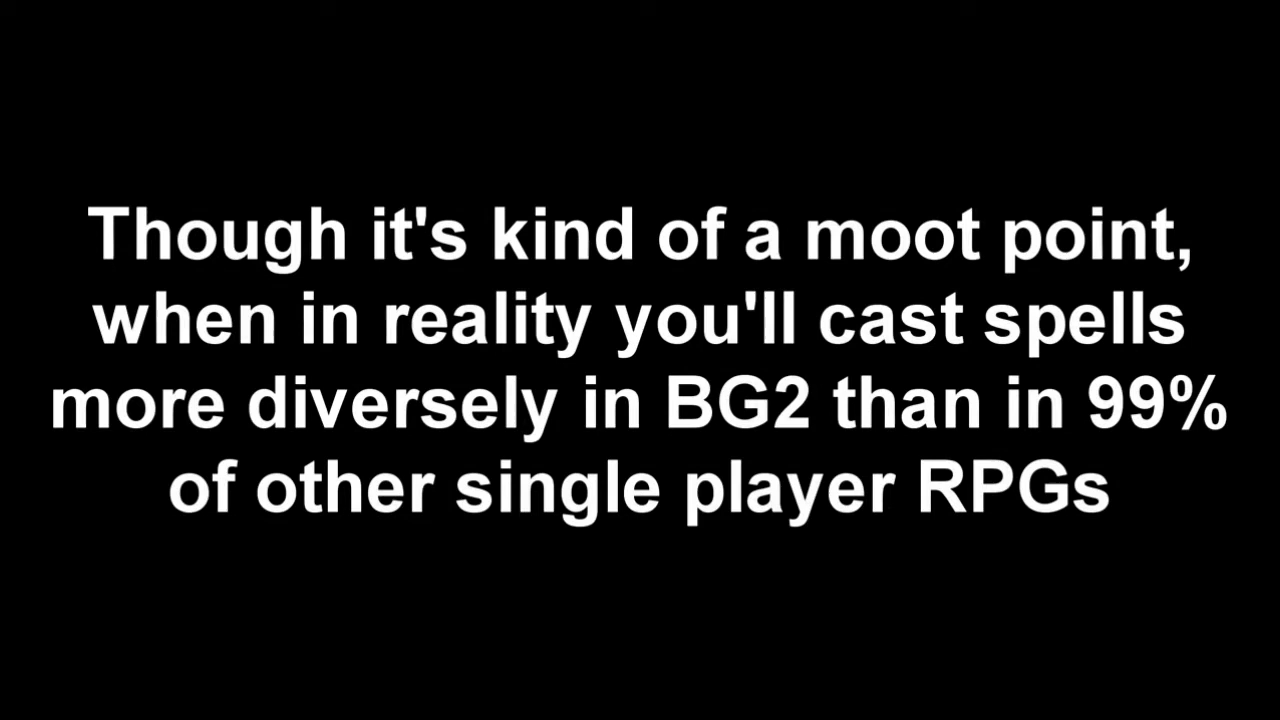 Though it's kind of a moot point,
when in reality you'll cast spells
more diversely in BG2 than in 99%
of other single player RPGs